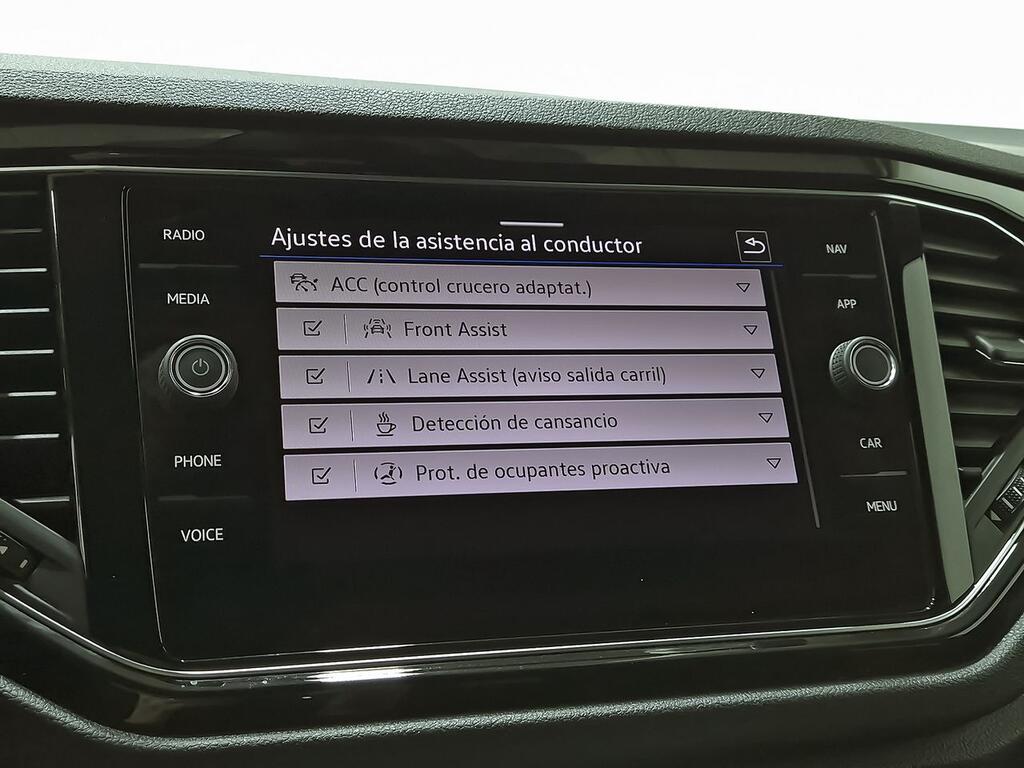 RADIO
MEDIA
PHONE
VOICE
Ajustes de la asistencia al conductor
ACC (control crucero adaptat.)
Front Assist
Lane Assist (aviso salida carril)
Detección de cansancio
Prot. de ocupantes proactiva
NAV
APP
CAR
MENU